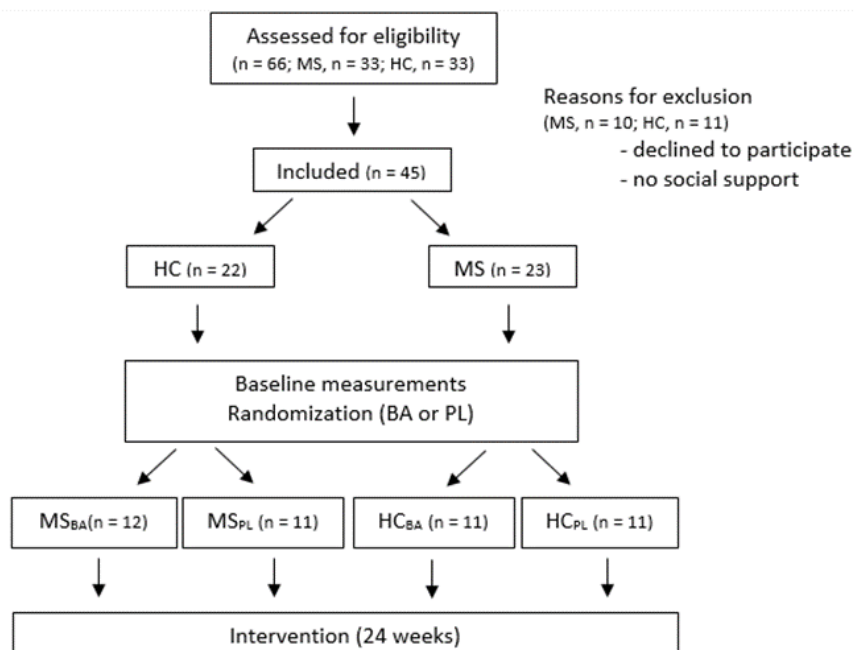 Assessed for eligibility
(n = 66; MS, n = 33; HC, n = 33)
Reasons for exclusion
(MS, n = 10; HC, n = 11)
- declined to participate
- no social support
Included (n = 45)
HC (n = 22)
MS (n = 23)
Baseline measurements
Randomization (BA or PL)
MSBA(n = 12)
MSPL (n = 11)
HCBA (n = 11)
HCPL (n = 11)
Intervention (24 weeks)